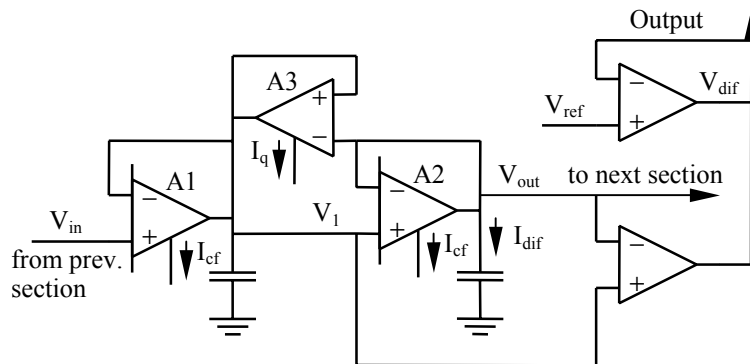 Output
A3
+
−
V_dif
V_ref
−
+
I_q
A1
A2
V_out
to next section
−
+
V_in
V_1
−
+
I_cf
I_cf
I_dif
−
+
from prev.
section